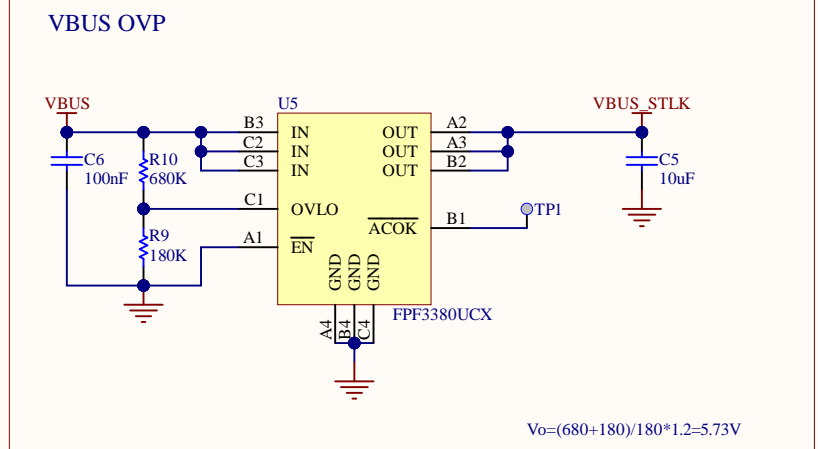 VBUS OVP
VBUS
U5
VBUS_STLK
B3
IN
OUT
A2
C2
IN
OUT
A3
C3
IN
OUT
B2
C6
100nF
R10
680K
C5
10uF
C1
OVLO
TP1
ACOK
B1
R9
180K
A1
EN
GND
GND
GND
A4
B4
C4
FPF3380UCX
Vo=(680+180)/180*1.2=5.73V